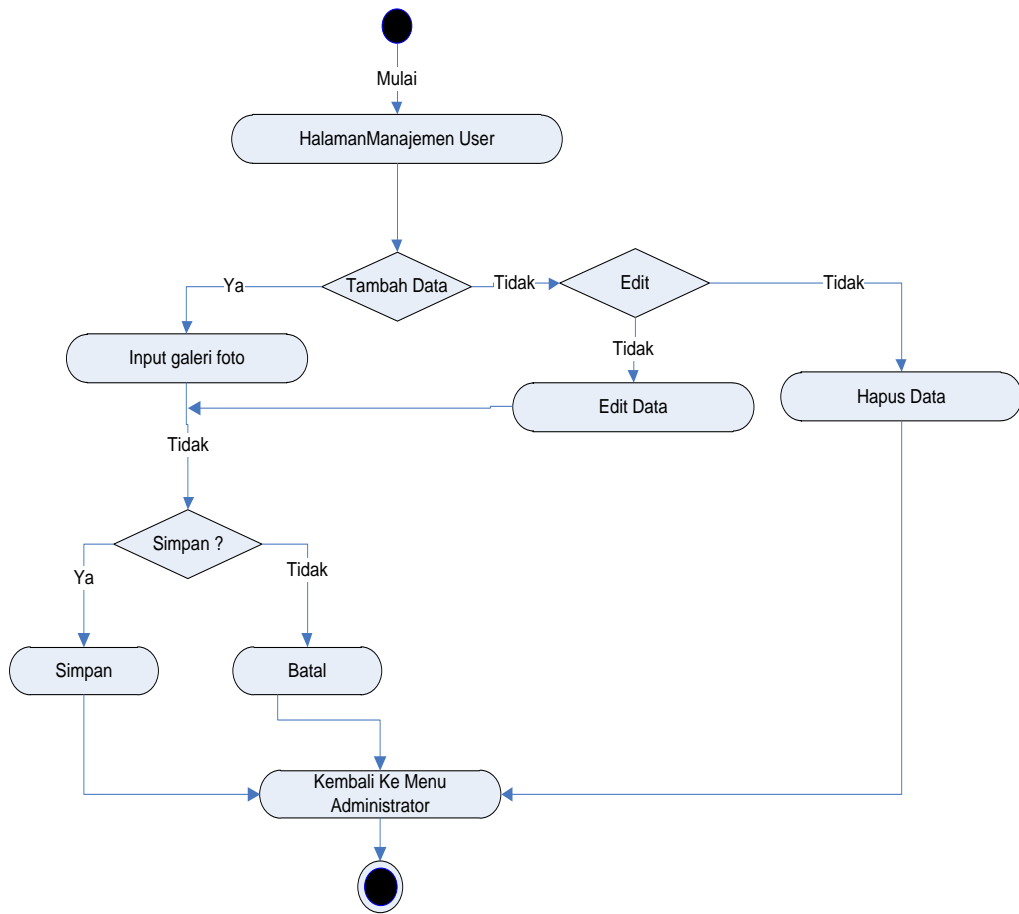 Mulai
HalamanManajemen User
Tambah Data
Ya
Tidak
Edit
Tidak
Tidak
Input galeri foto
Edit Data
Hapus Data
Tidak
Simpan ?
Ya
Tidak
Simpan
Batal
Kembali Ke Menu
Administrator